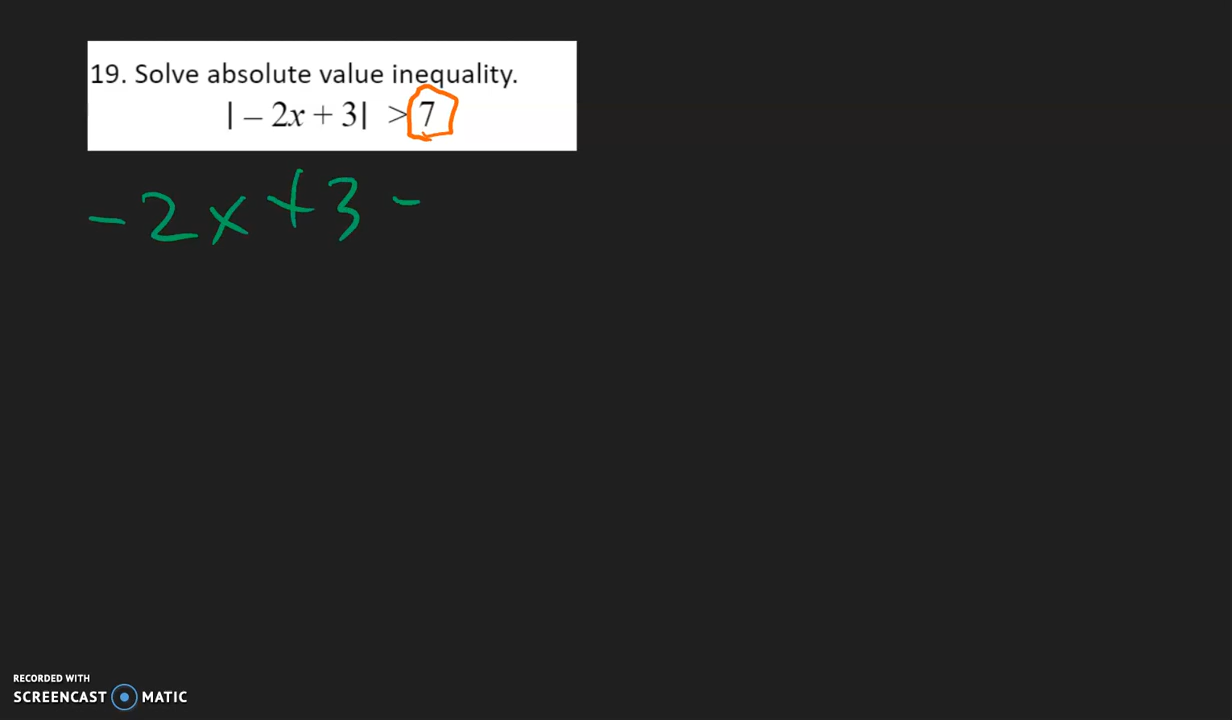 19. Solve absolute value inequality.
| – 2x + 3| > 7
-2x+3 -
RECORDED WITH
SCREENCAST MATIC